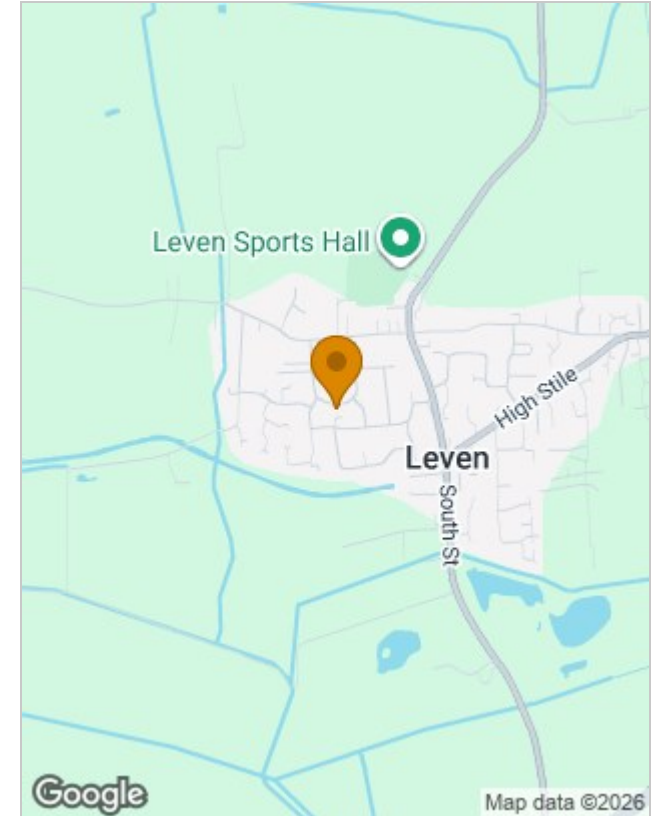 Leven Sports Hall
High Stile
Leven
South St
Google
Map data ©2026